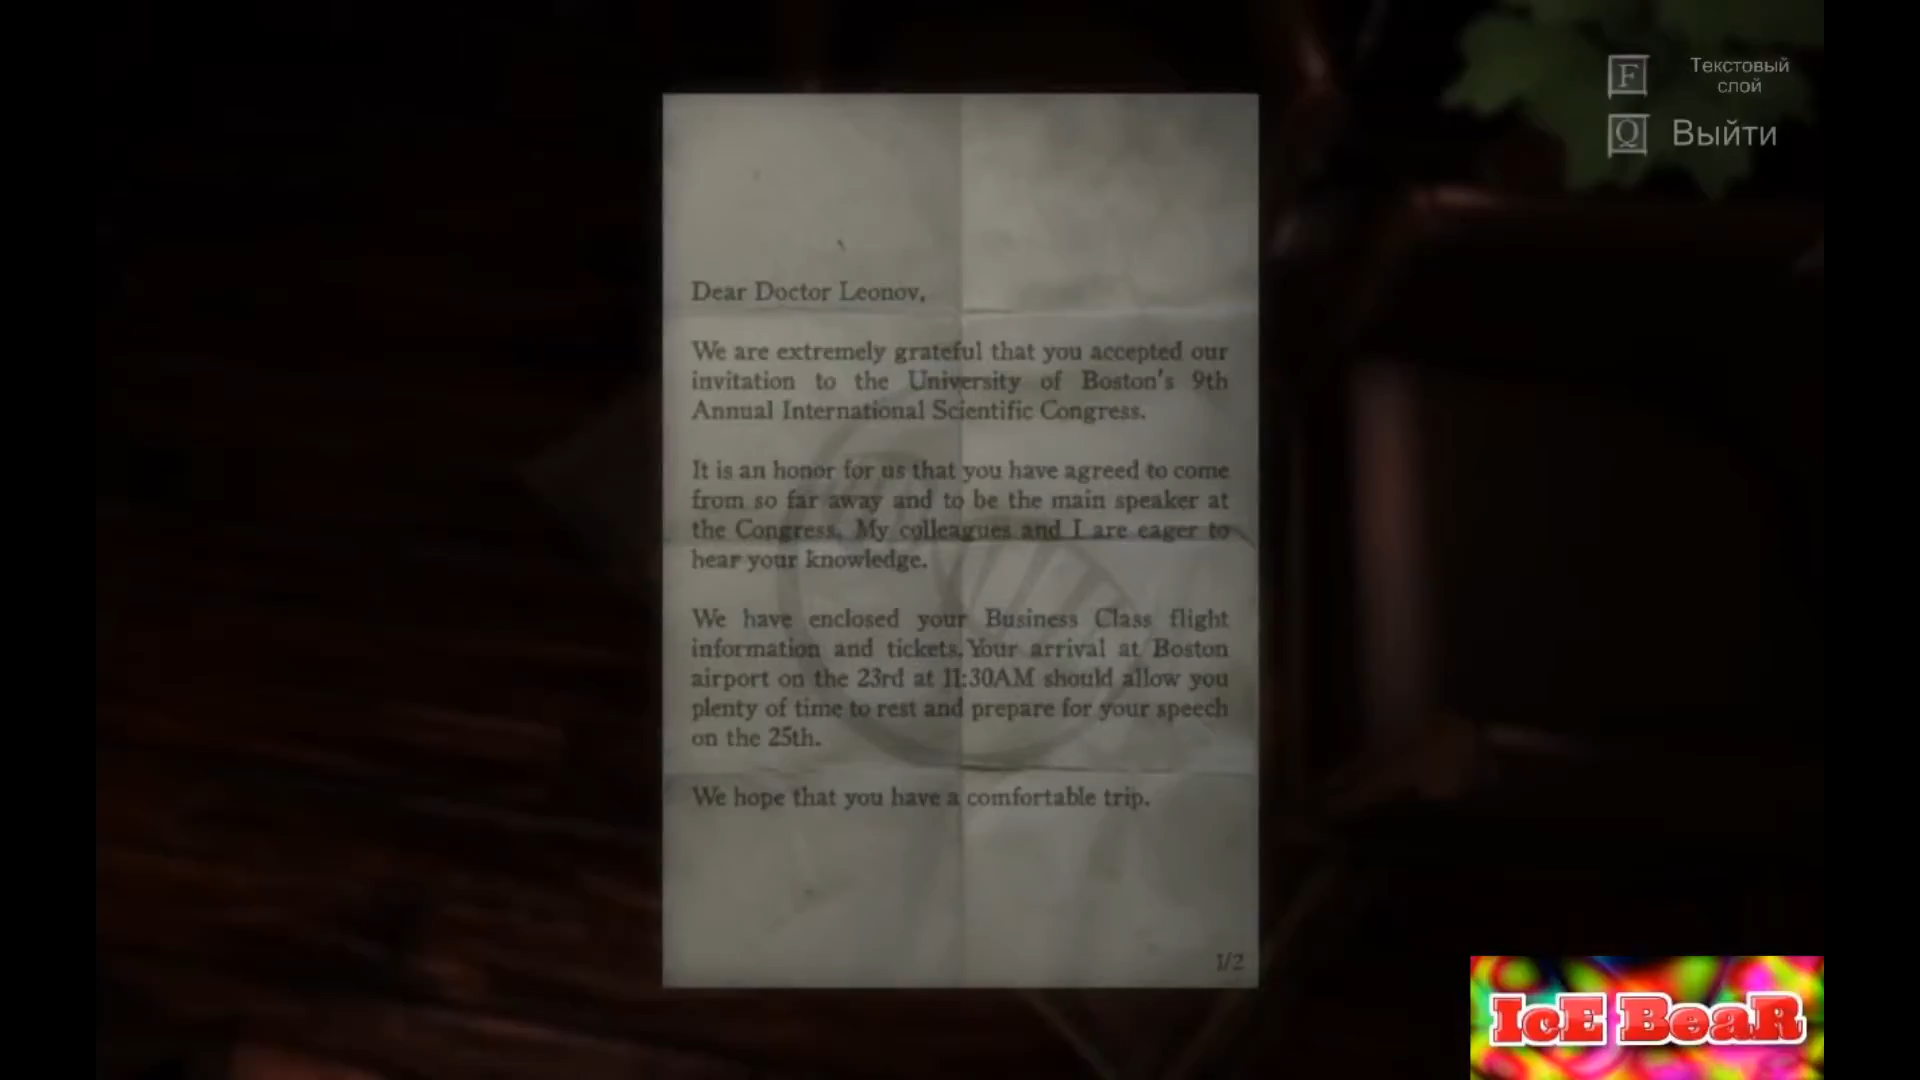 F Текстовый
слой
Q Выйти
Dear Doctor Leonov,
We are extremely grateful that you accepted our
invitation to the University of Boston's 9th
Annual International Scientific Congress.
It is an honor for us that you have agreed to come
from so far away and to be the main speaker at
the Congress. My colleagues and I are eager to
hear your knowledge.
We have enclosed your Business Class flight
information and tickets. Your arrival at Boston
airport on the 23rd at 11:30AM should allow you
plenty of time to rest and prepare for your speech
on the 25th.
We hope that you have a comfortable trip.
1/2
IcE BeaR